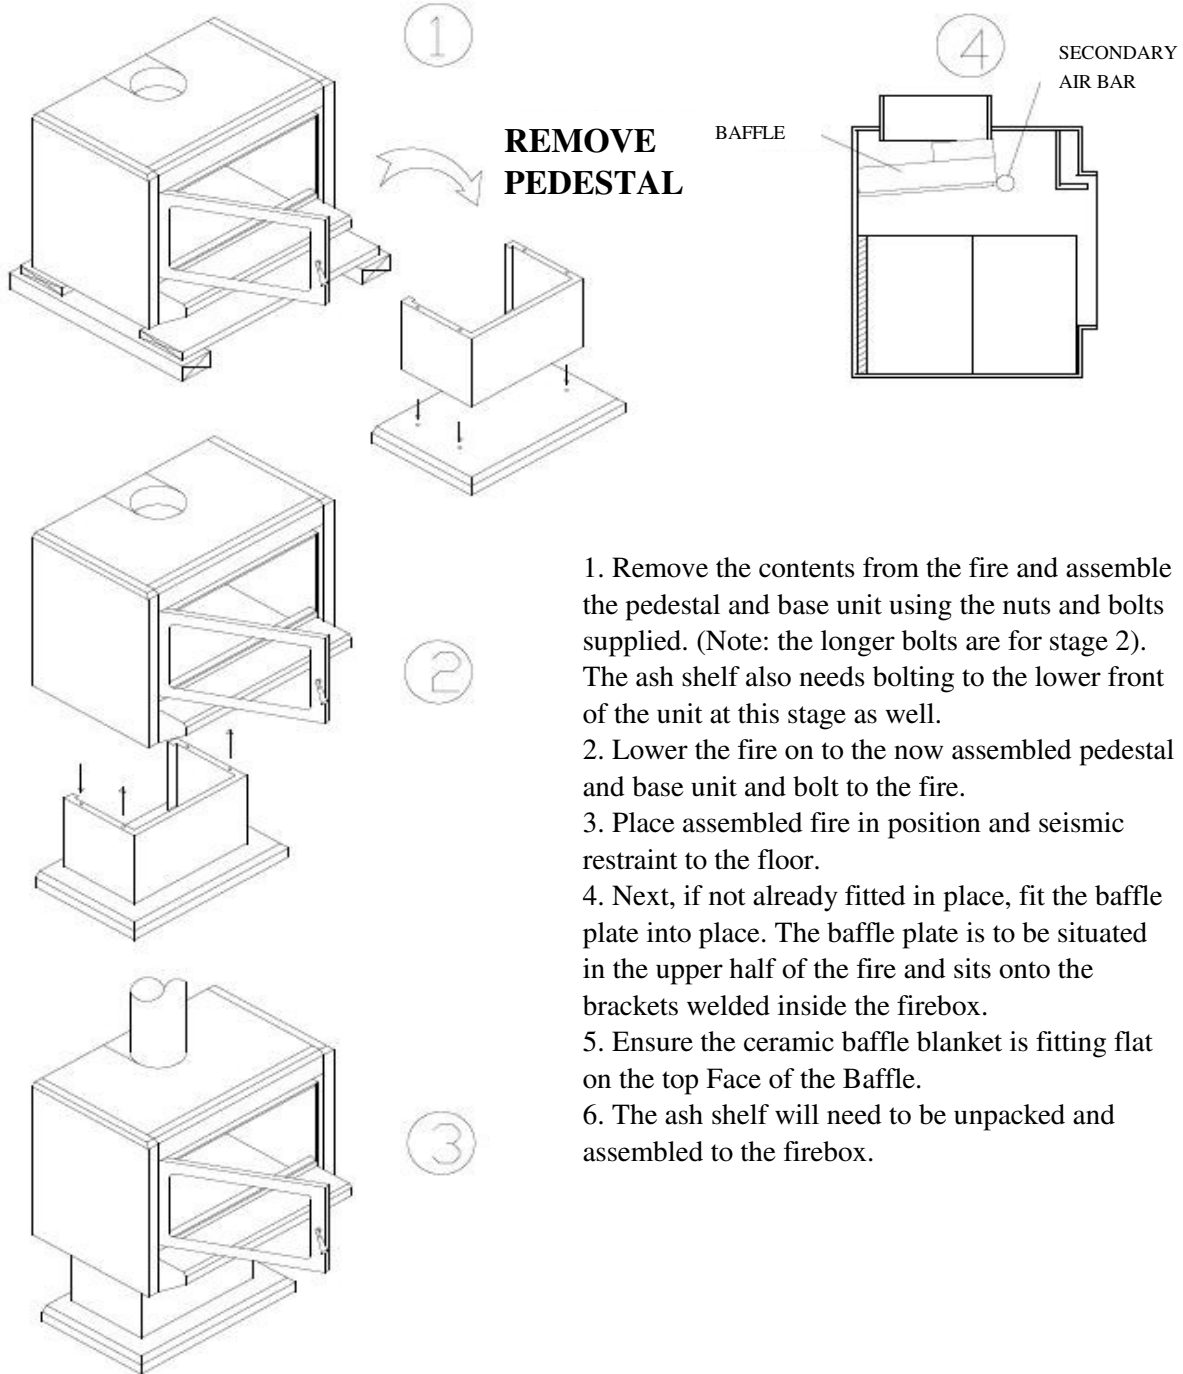 1
REMOVE
PEDESTAL
4
SECONDARY
AIR BAR
BAFFLE
2
3
1. Remove the contents from the fire and assemble
the pedestal and base unit using the nuts and bolts
supplied. (Note: the longer bolts are for stage 2).
The ash shelf also needs bolting to the lower front
of the unit at this stage as well.
2. Lower the fire on to the now assembled pedestal
and base unit and bolt to the fire.
3. Place assembled fire in position and seismic
restraint to the floor.
4. Next, if not already fitted in place, fit the baffle
plate into place. The baffle plate is to be situated
in the upper half of the fire and sits onto the
brackets welded inside the firebox.
5. Ensure the ceramic baffle blanket is fitting flat
on the top Face of the Baffle.
6. The ash shelf will need to be unpacked and
assembled to the firebox.